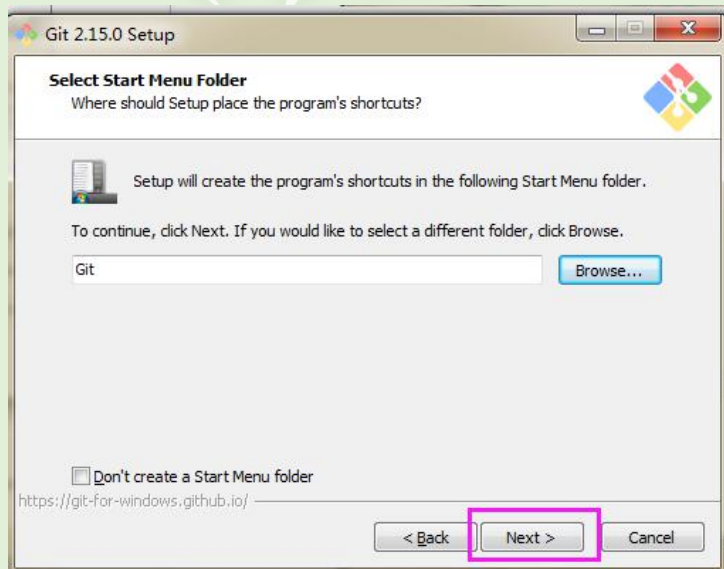 Git 2.15.0 Setup
Select Start Menu Folder
Where should Setup place the program's shortcuts?
Setup will create the program's shortcuts in the following Start Menu folder.
To continue, click Next. If you would like to select a different folder, click Browse.
Git
Browse...
Don't create a Start Menu folder
https://git-for-windows.github.io/
< Back
Next >
Cancel